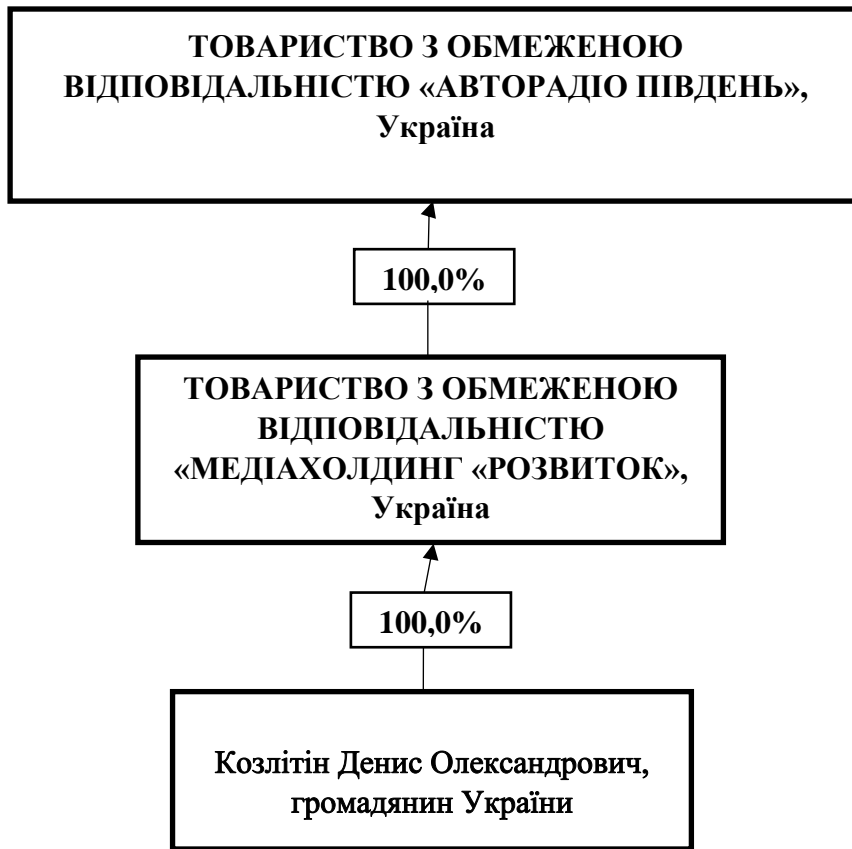 ТОВАРИСТВО З ОБМЕЖЕНОЮ
ВІДПОВІДАЛЬНІСТЮ «АВТОРАДІО ПІВДЕНЬ»,
Україна
100,0%
ТОВАРИСТВО З ОБМЕЖЕНОЮ
ВІДПОВІДАЛЬНІСТЮ
«МЕДІАХОЛДИНГ «РОЗВИТОК»,
Україна
100,0%
Козлітін Денис Олександрович,
громадянин України